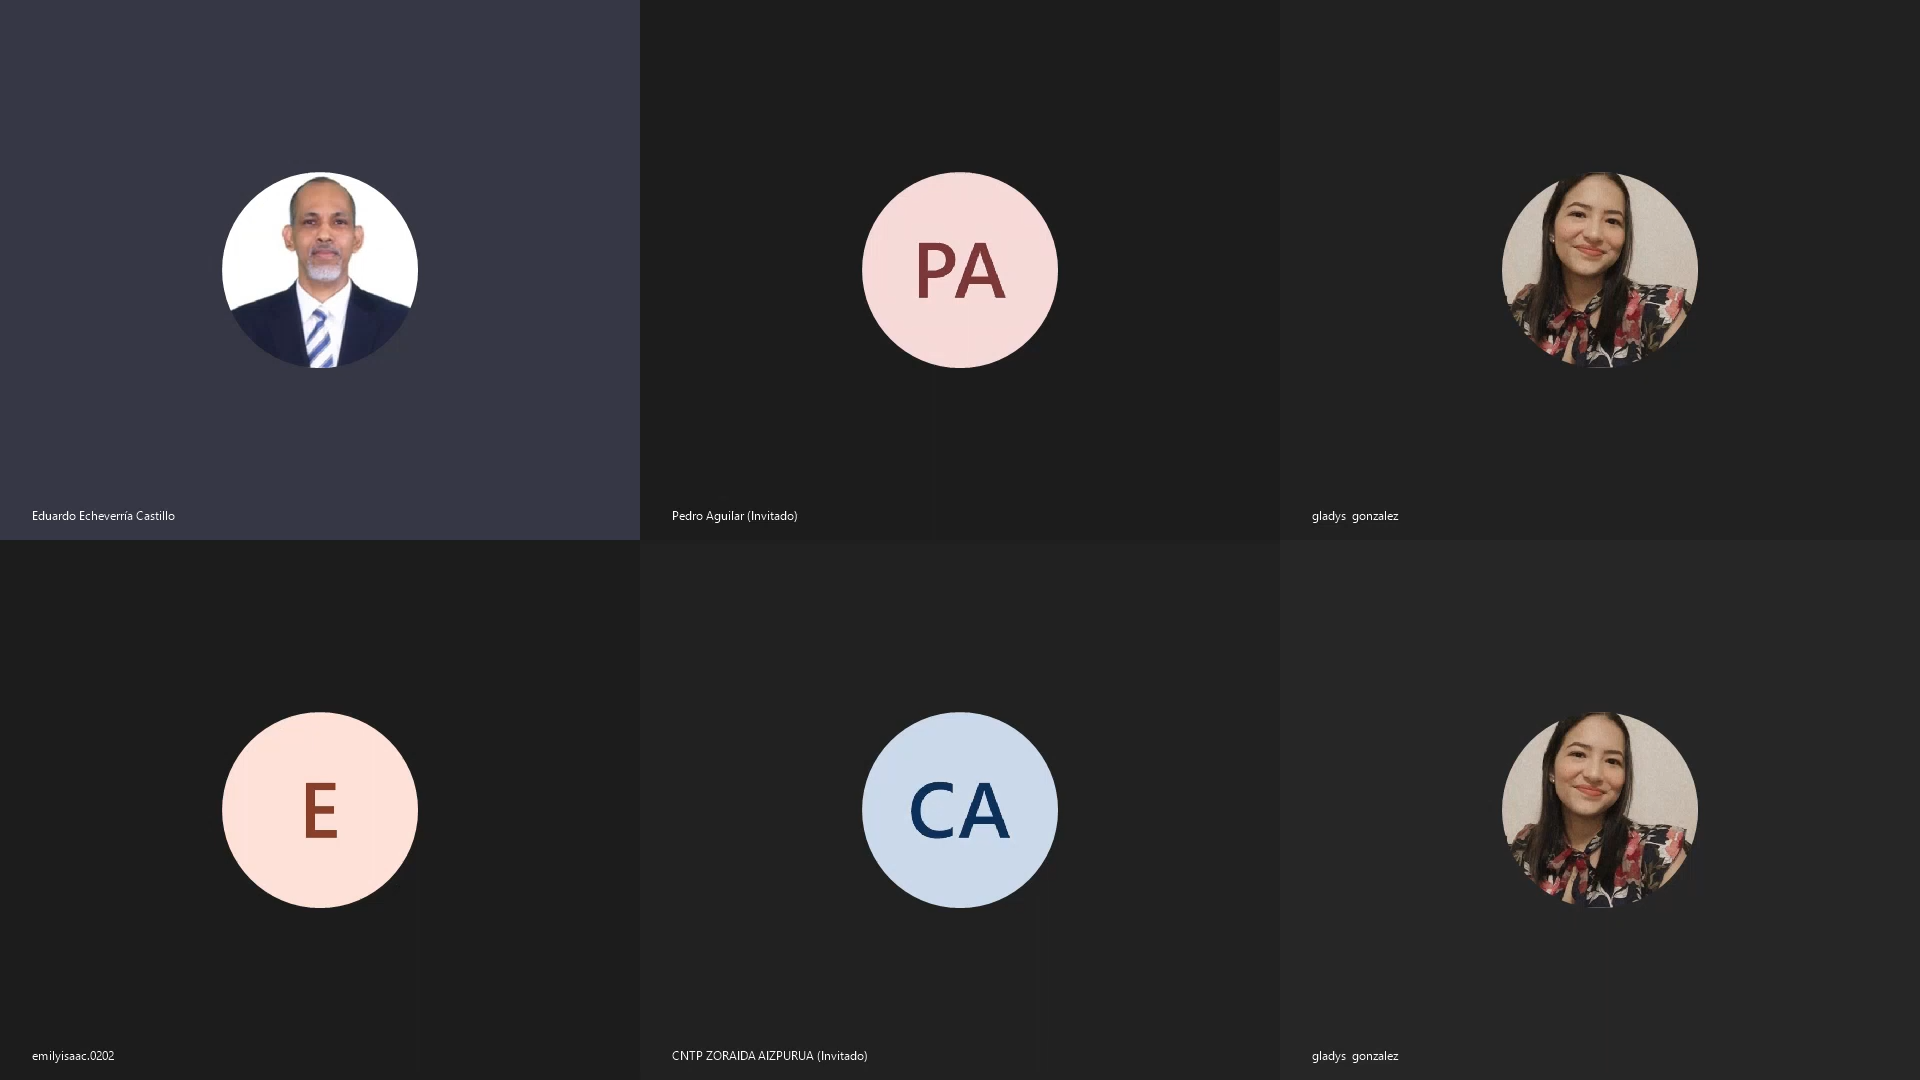 PA
Eduardo Echeverría Castillo
Pedro Aguilar (Invitado)
gladys gonzalez
E
CA
emilyisaac.0202
CNTP ZORAIDA AIZPURUA (Invitado)
gladys gonzalez